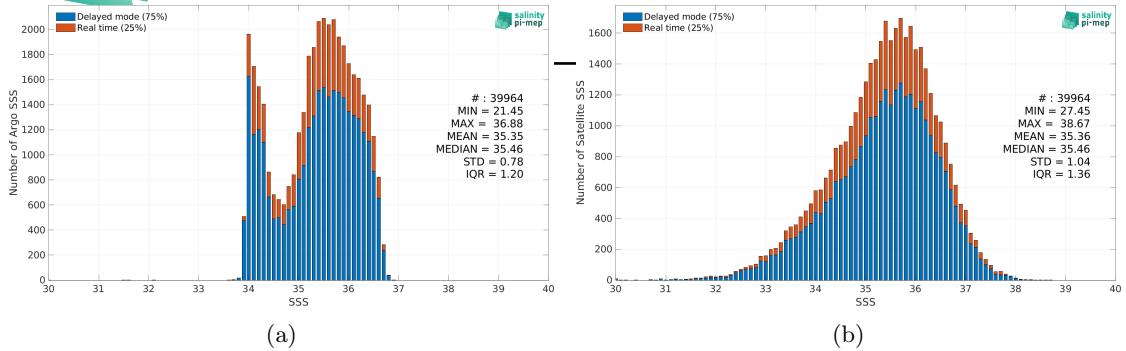 Delayed mode (75%)
Real time (25%)
salinity
pi-mep
Number of Argo SSS
2000
1800
1600
1400
1200
1000
800
600
400
200
0
# : 39964
MIN = 21.45
MAX = 36.88
MEAN = 35.35
MEDIAN = 35.46
STD = 0.78
IQR = 1.20
30 31 32 33 34 35 36 37 38 39 40
SSS
(a)
Delayed mode (75%)
Real time (25%)
salinity
pi-mep
Number of Satellite SSS
1600
1400
1200
1000
800
600
400
200
0
# : 39964
MIN = 27.45
MAX = 38.67
MEAN = 35.36
MEDIAN = 35.46
STD = 1.04
IQR = 1.36
30 31 32 33 34 35 36 37 38 39 40
SSS
(b)